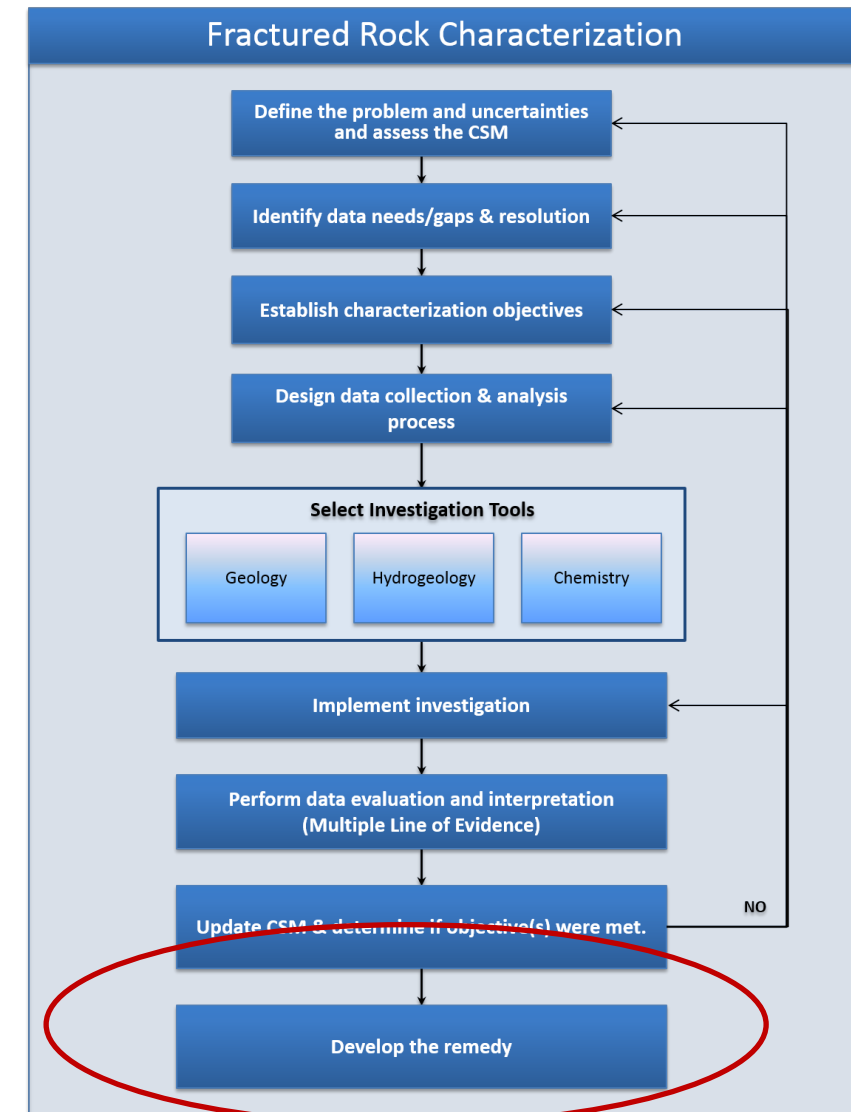 Fractured Rock Characterization
Define the problem and uncertainties
and assess the CSM
Identify data needs/gaps & resolution
Establish characterization objectives
Design data collection & analysis
process
Select Investigation Tools
Geology
Hydrogeology
Chemistry
Implement investigation
Perform data evaluation and interpretation
(Multiple Line of Evidence)
NO
Update CSM & determine if objective(s) were met.
Develop the remedy